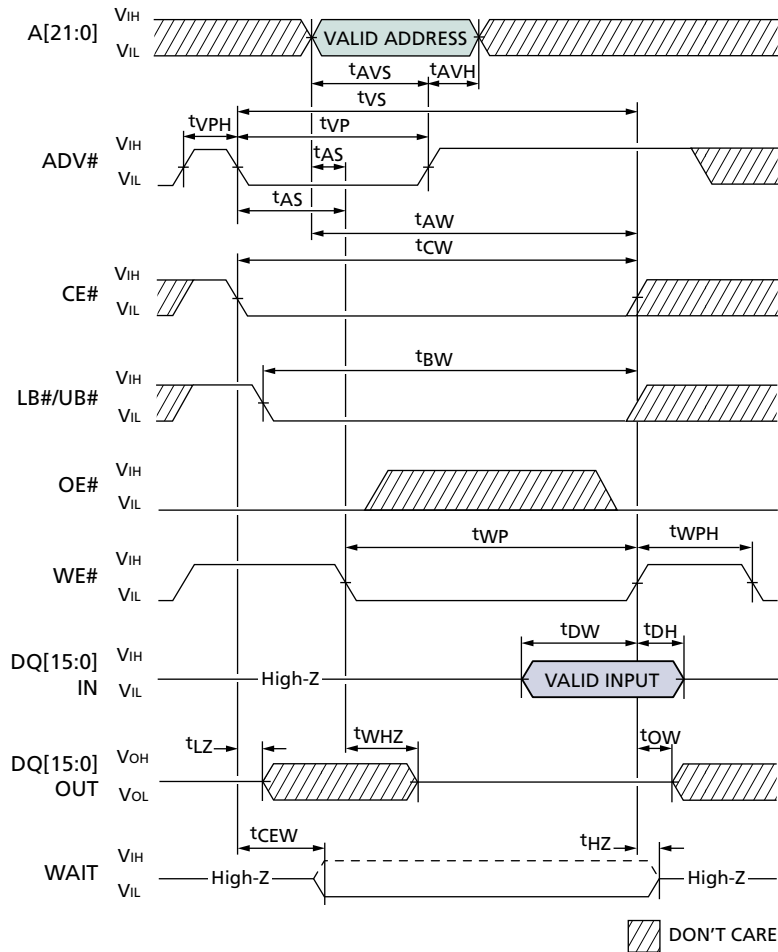 A[21:0]
VIH
VIL
VALID ADDRESS
tAVS
tAVH
tVS
tVPH
tVP
ADV#
VIH
VIL
tAS
tAS
tAW
tCW
CE#
VIH
VIL
tBW
LB#/UB#
VIH
VIL
OE#
VIH
VIL
tWP
tWPH
WE#
VIH
VIL
tDW
tDH
DQ[15:0]
IN
VIH
VIL
High-Z
VALID INPUT
tLZ
tWHZ
tOW
DQ[15:0]
OUT
VOH
VOL
tCEW
tHZ
WAIT
VIH
VIL
High-Z
High-Z
DON'T CARE